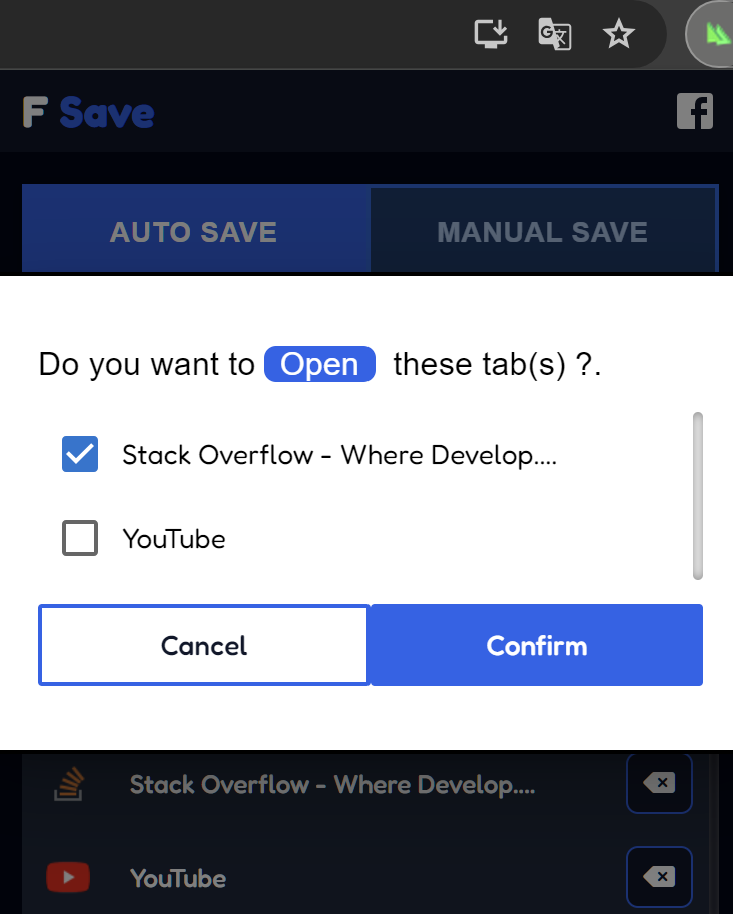 F Save
AUTO SAVE MANUAL SAVE
Do you want to Open these tab(s) ?.
Stack Overflow - Where Develop....
YouTube
Cancel Confirm
Stack Overflow - Where Develop....
YouTube